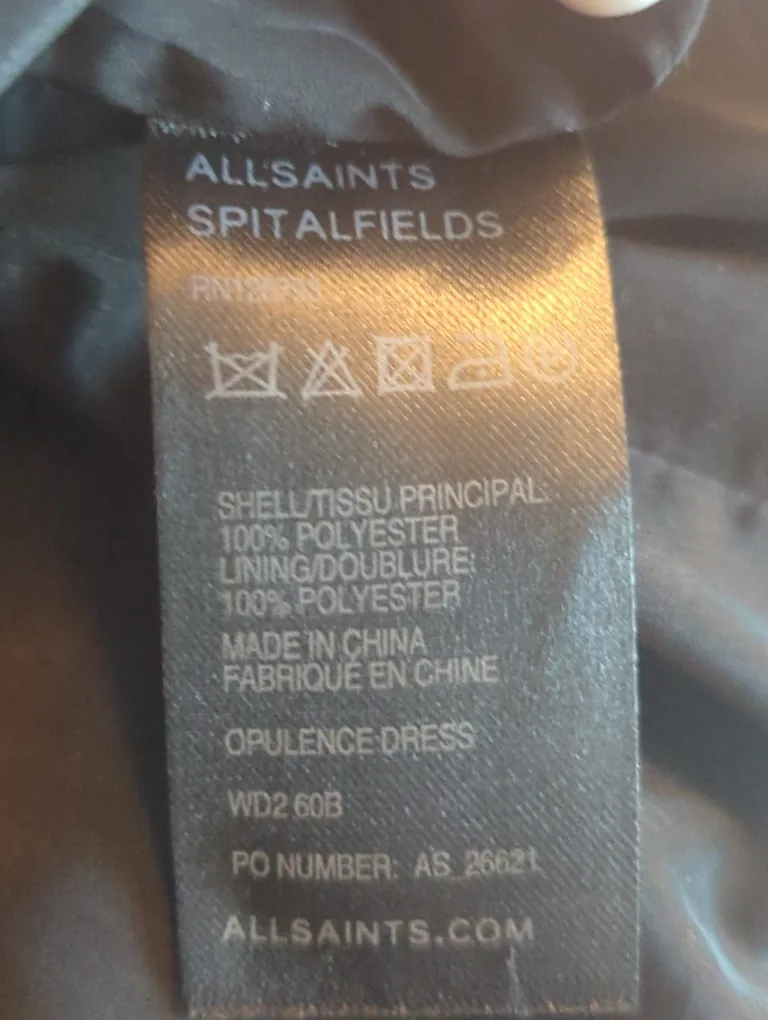 ALLSAINTS
SPITALFIELDS
SHELL/TISSU PRINCIPAL:
100% POLYESTER
LINING/DOUBLURE:
100% POLYESTER
MADE IN CHINA
FABRIQUÉ EN CHINE
OPULENCE DRESS
WD2 60B
PO NUMBER: AS 26621
ALLSAINTS.COM